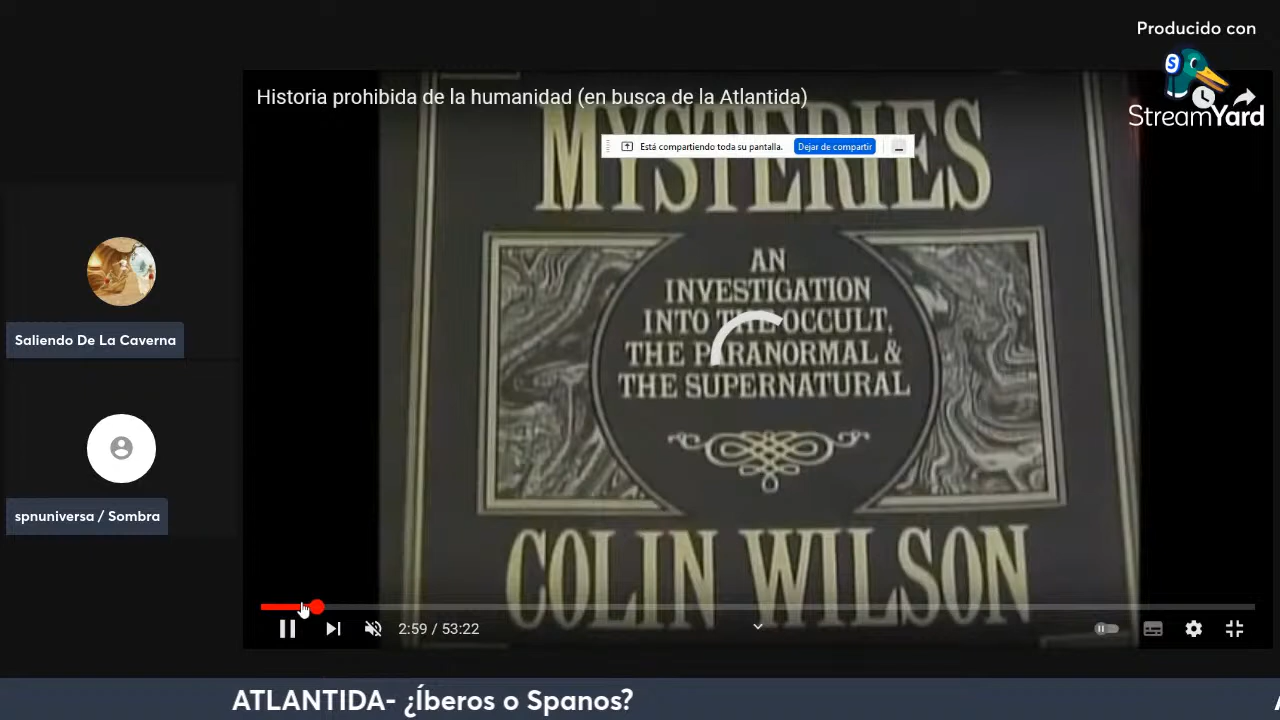 Producido con
StreamYard
Historia prohibida de la humanidad (en busca de la Atlantida)
Está compartiendo toda su pantalla.
Dejar de compartir
MYSTERIES
AN
INVESTIGATION
INTO THE OCCULT,
THE PARANORMAL &
THE SUPERNATURAL
COLIN WILSON
Saliendo De La Caverna
spnuniversa / Sombra
2:59 / 53:22
ATLANTIDA- ¿Íberos o Spanos?